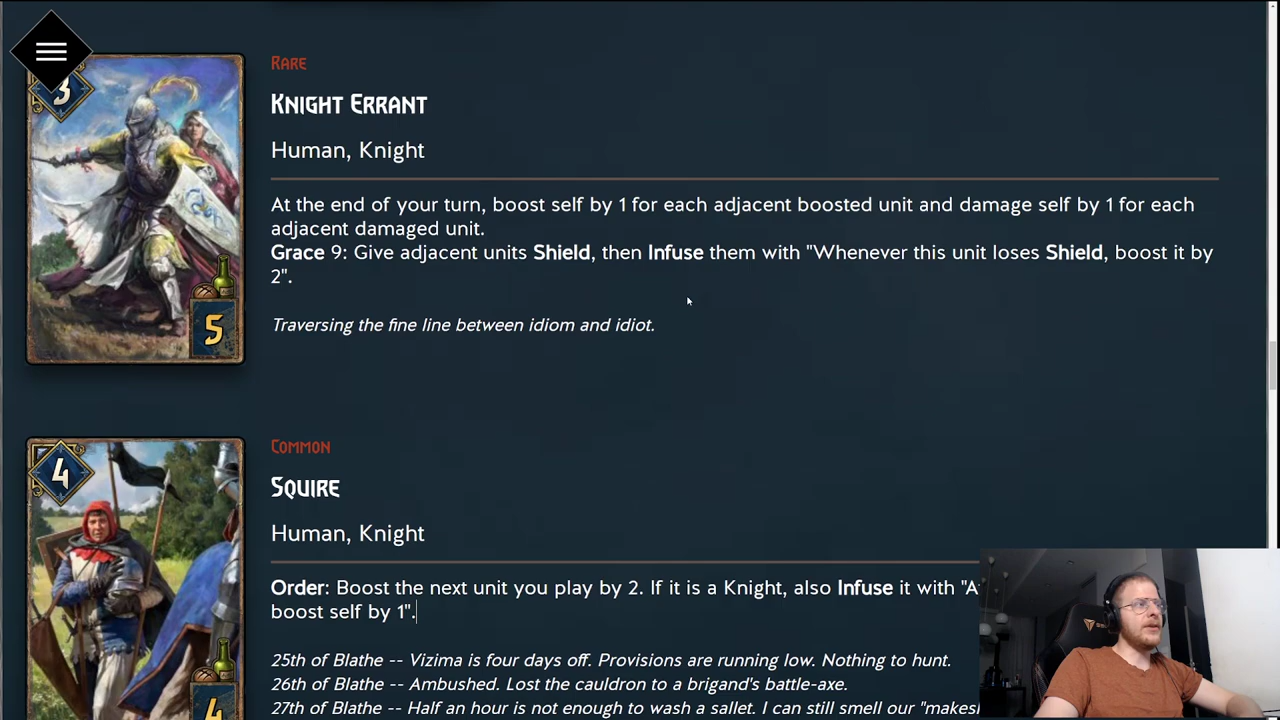 3
RARE
KNIGHT ERRANT
Human, Knight
At the end of your turn, boost self by 1 for each adjacent boosted unit and damage self by 1 for each
adjacent damaged unit.
Grace 9: Give adjacent units Shield, then Infuse them with "Whenever this unit loses Shield, boost it by
2".
Traversing the fine line between idiom and idiot.
5
COMMON
4
SQUIRE
Human, Knight
Order: Boost the next unit you play by 2. If it is a Knight, also Infuse it with "A
boost self by 1".
25th of Blathe -- Vizima is four days off. Provisions are running low. Nothing to hunt.
26th of Blathe -- Ambushed. Lost the cauldron to a brigand's battle-axe.
27th of Blathe -- Half an hour is not enough to wash a sallet. I can still smell our "makes
4